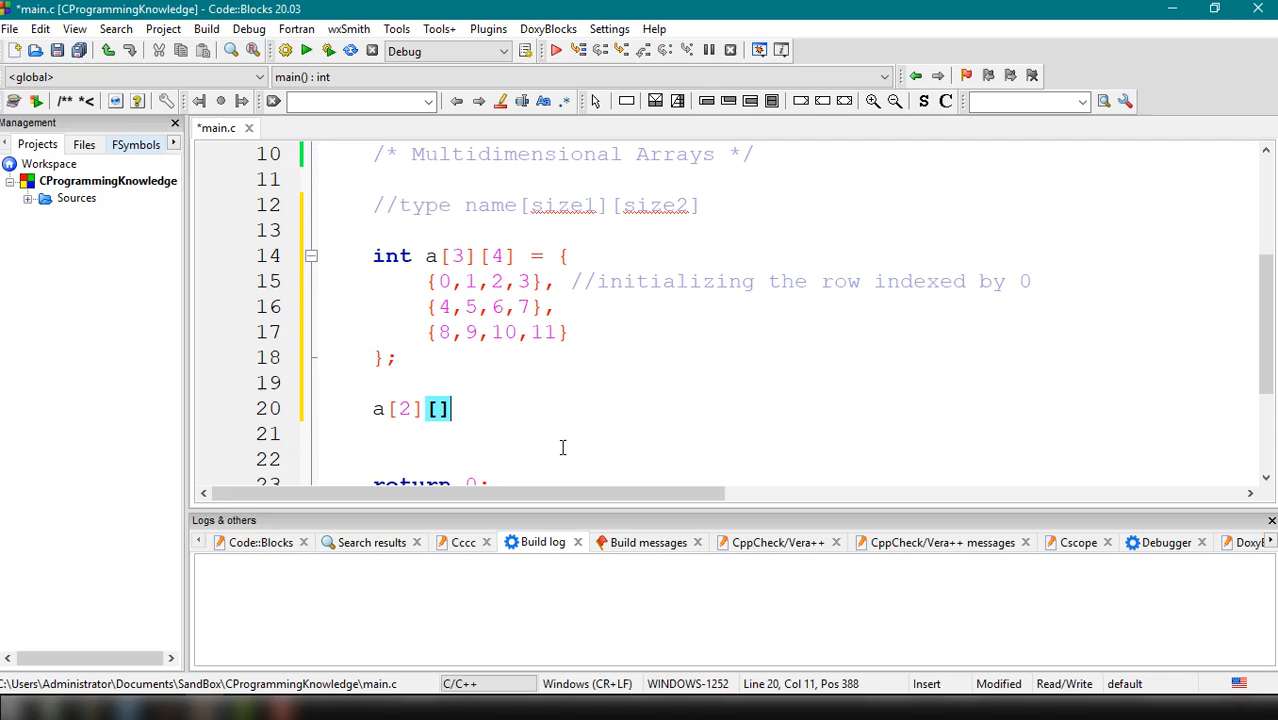 *main.c [CProgrammingKnowledge] - Code::Blocks 20.03
File Edit View Search Project Build Debug Fortran wxSmith Tools Tools+ Plugins DoxyBlocks Settings Help
Debug
<global> main() : int
/** *< S C
Management
Projects Files FSymbols
Workspace
CProgrammingKnowledge
Sources
*main.c
10 /* Multidimensional Arrays */
11
12 //type name[size1][size2]
13
14 int a[3][4] = {
15 {0,1,2,3}, //initializing the row indexed by 0
16 {4,5,6,7},
17 {8,9,10,11}
18 };
19
20 a[2][]
21
22
23 return 0;
Logs & others
Code::Blocks Search results Cccc Build log Build messages CppCheck/Vera++ CppCheck/Vera++ messages Cscope Debugger DoxyB
C:\Users\Administrator\Documents\SandBox\CProgrammingKnowledge\main.c C/C++ Windows (CR+LF) WINDOWS-1252 Line 20, Col 11, Pos 388 Insert Modified Read/Write default